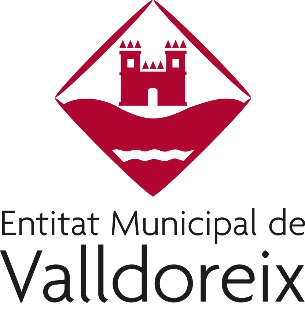 Entitat Municipal de
Valldoreix